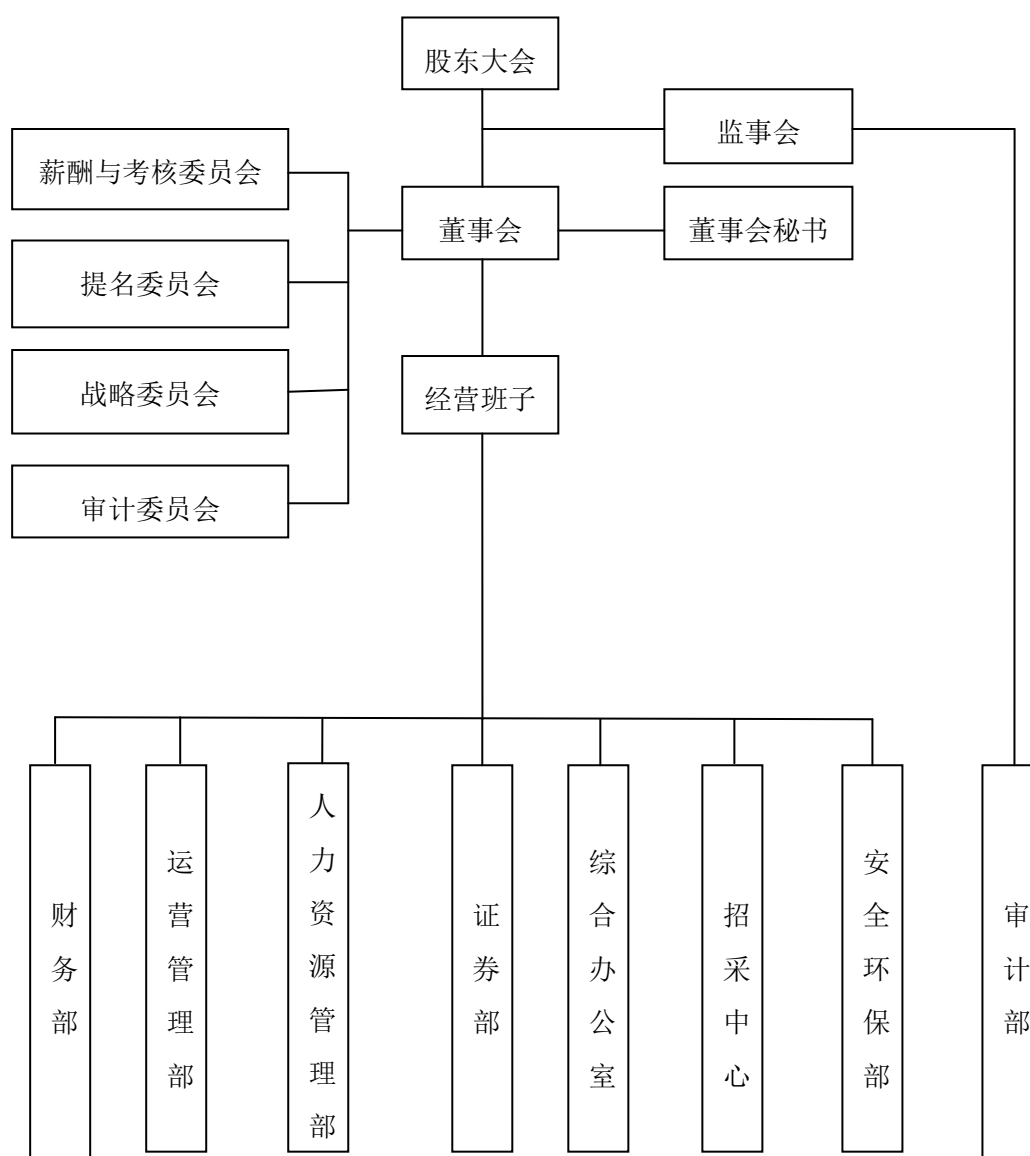 股东大会
监事会
薪酬与考核委员会
董事会
董事会秘书
提名委员会
战略委员会
经营班子
审计委员会
财务部
运营管理部
人力资源管理部
证券部
综合办公室
招采中心
安全环保部
审计部